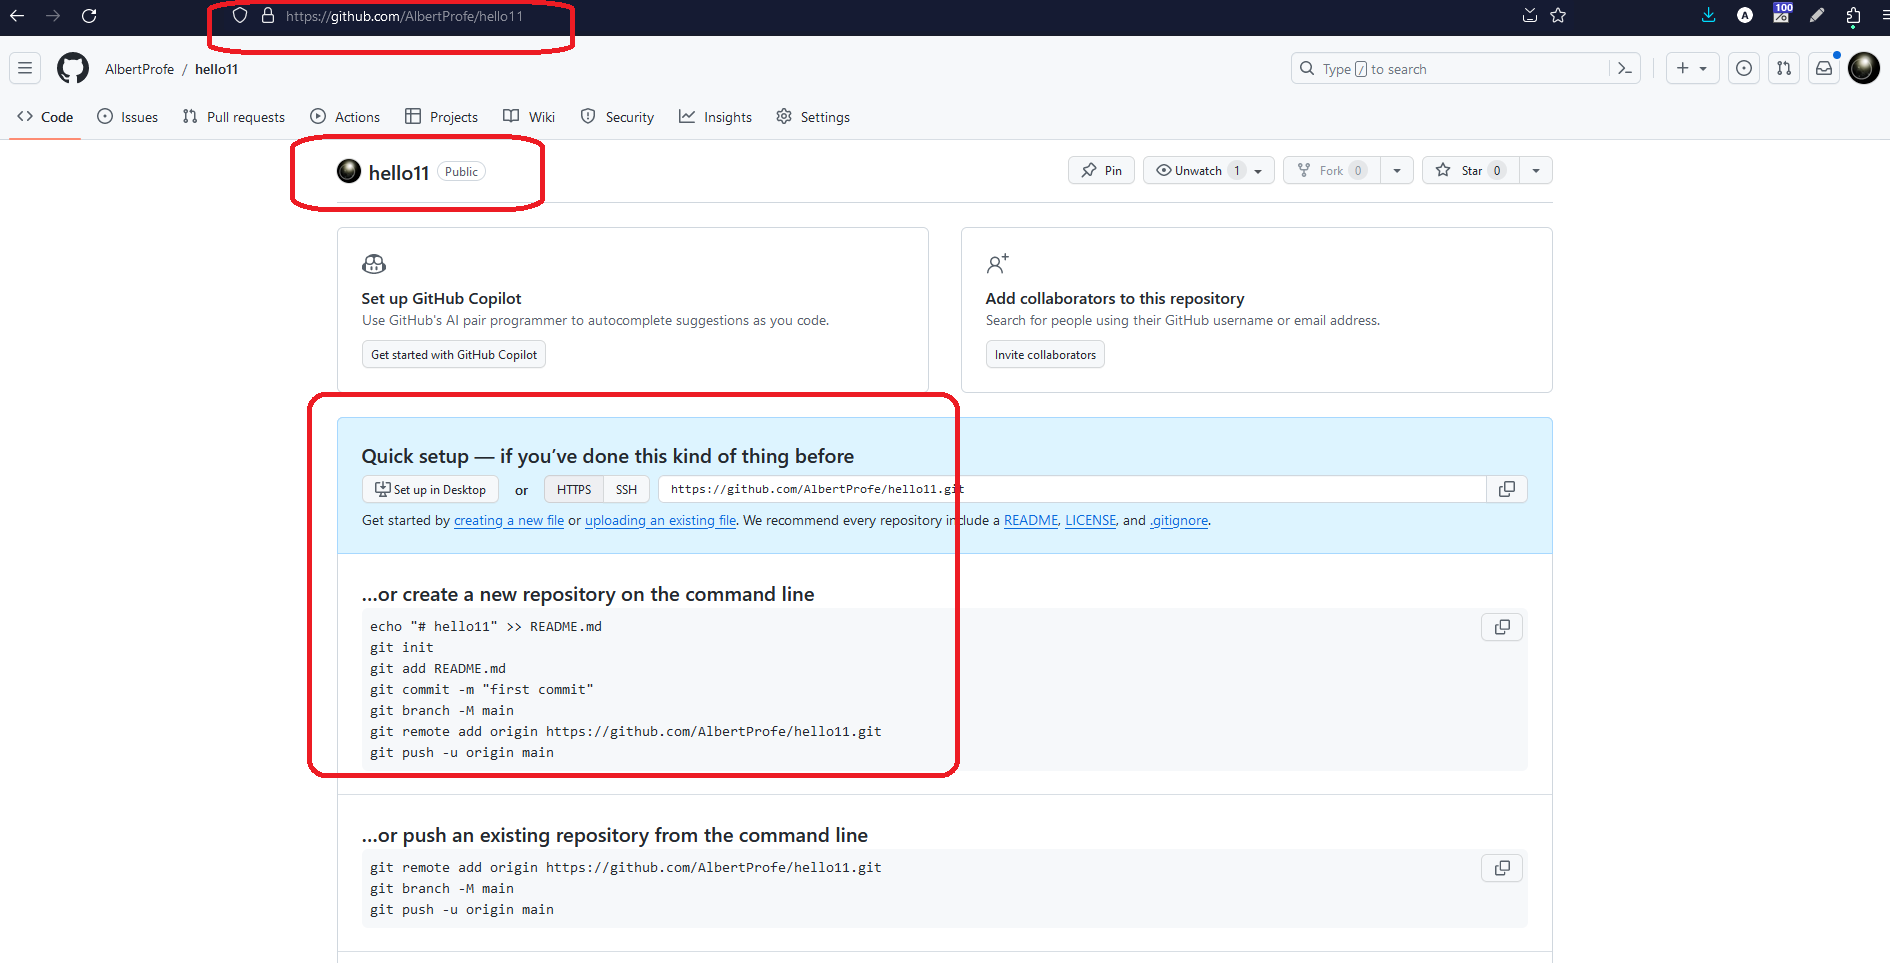 https://github.com/AlbertProfe/hello11
100
AlbertProfe / hello11
Type / to search
Code Issues Pull requests Actions Projects Wiki Security Insights Settings
hello11 Public
Pin Unwatch 1 Fork 0 Star 0
Set up GitHub Copilot
Use GitHub's AI pair programmer to autocomplete suggestions as you code.
Get started with GitHub Copilot
Add collaborators to this repository
Search for people using their GitHub username or email address.
Invite collaborators
Quick setup — if you've done this kind of thing before
Set up in Desktop or HTTPS SSH https://github.com/AlbertProfe/hello11.git
Get started by creating a new file or uploading an existing file. We recommend every repository include a README, LICENSE, and .gitignore.
…or create a new repository on the command line
echo "# hello11" >> README.md
git init
git add README.md
git commit -m "first commit"
git branch -M main
git remote add origin https://github.com/AlbertProfe/hello11.git
git push -u origin main
…or push an existing repository from the command line
git remote add origin https://github.com/AlbertProfe/hello11.git
git branch -M main
git push -u origin main